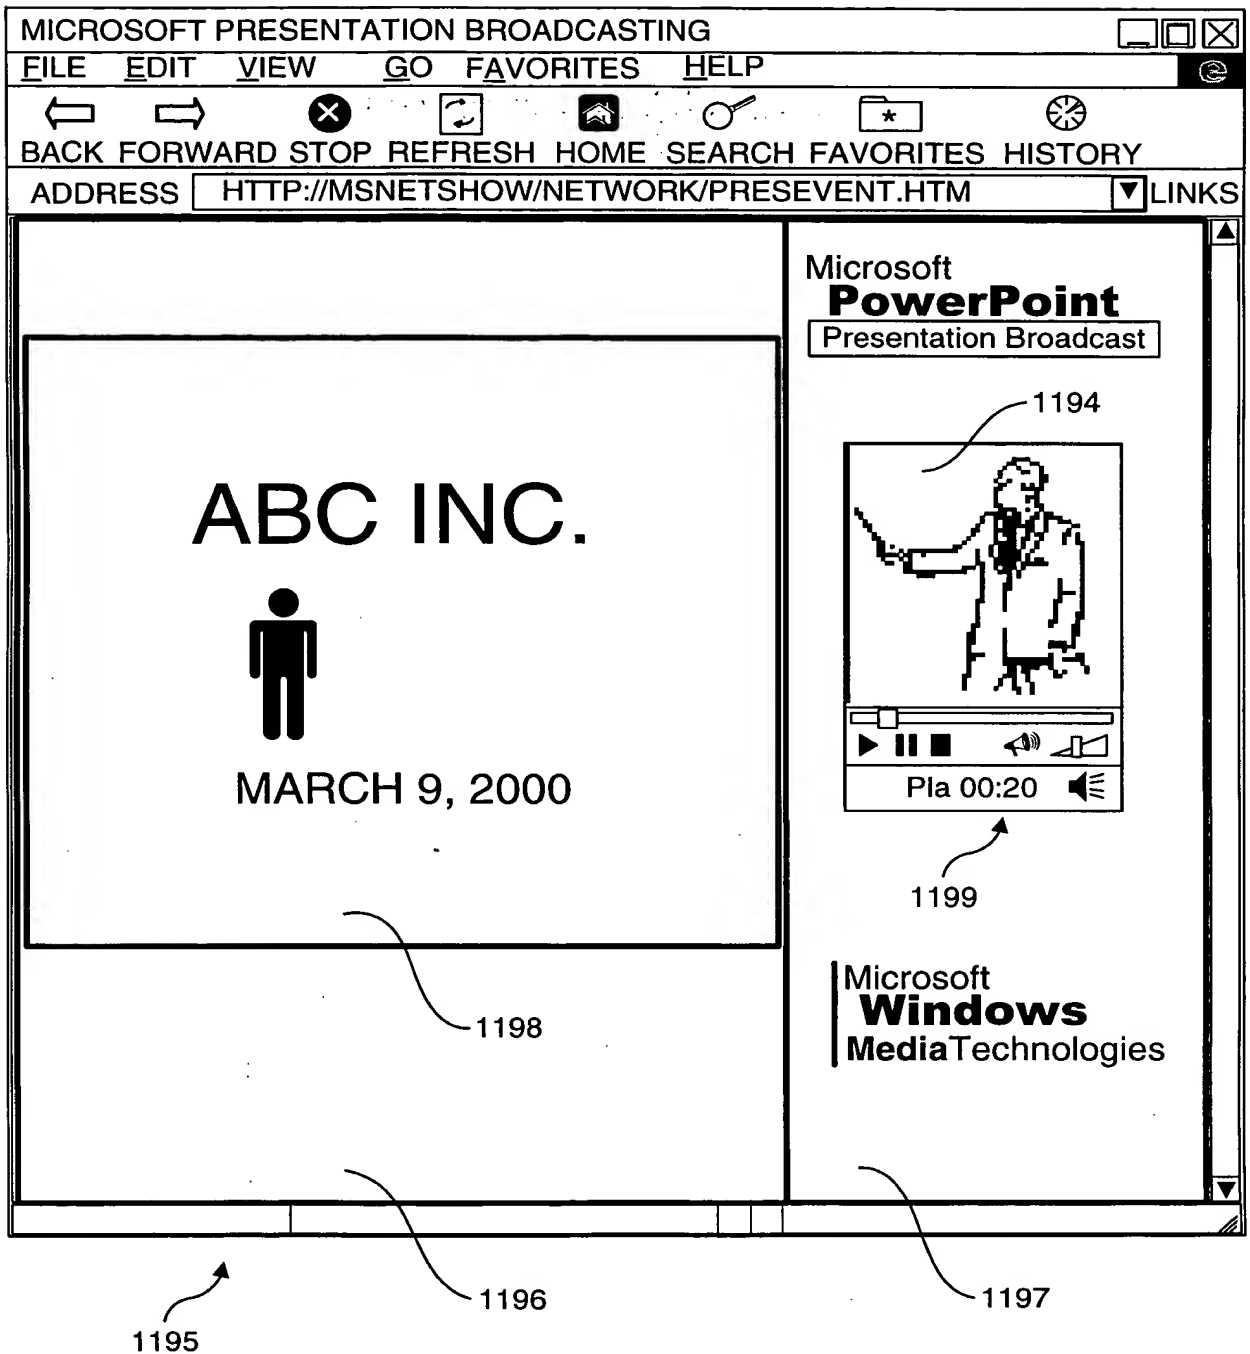 MICROSOFT PRESENTATION BROADCASTING
FILE EDIT VIEW GO FAVORITES HELP
BACK FORWARD STOP REFRESH HOME SEARCH FAVORITES HISTORY
ADDRESS HTTP://MSNETSHOW/NETWORK/PRESEVENT.HTM LINKS
Microsoft
PowerPoint
Presentation Broadcast
1194
ABC INC.
MARCH 9, 2000
Pla 00:20
1199
1198
Microsoft
Windows
MediaTechnologies
1196
1197
1195